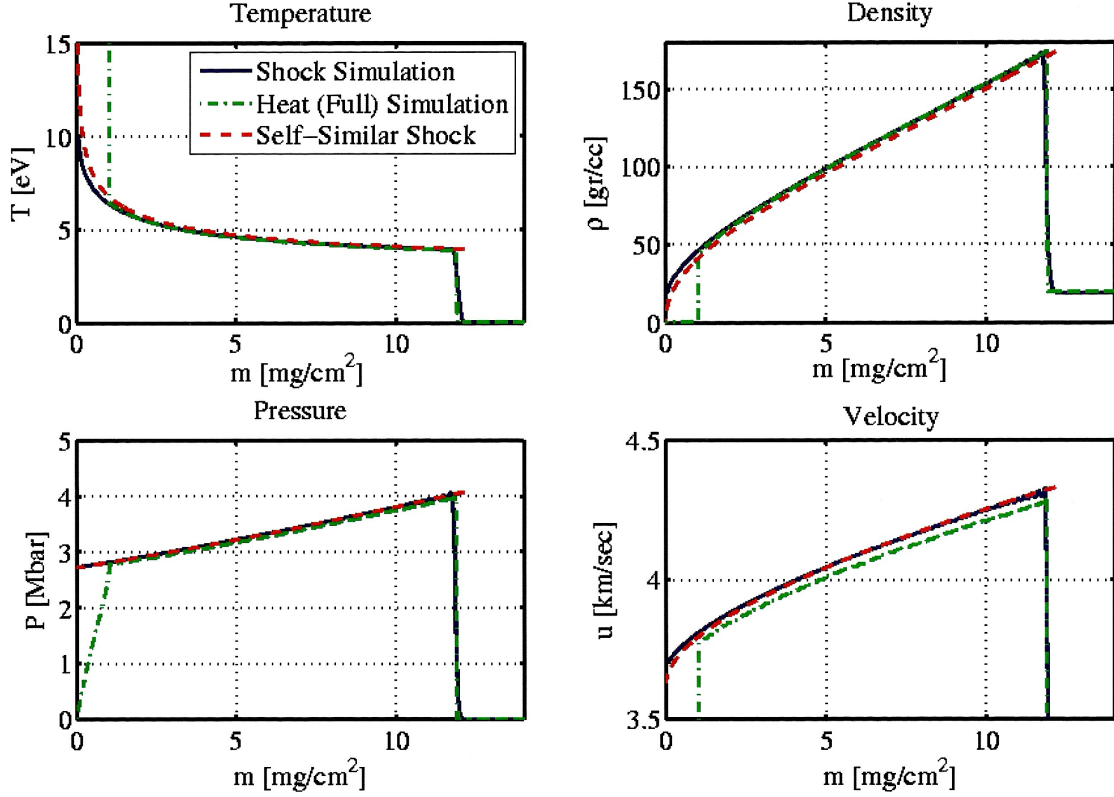 Temperature
15
10
5
0
T [eV]
Shock Simulation
Heat (Full) Simulation
Self-Similar Shock
0 5 10
m [mg/cm²]
Density
150
100
50
0
ρ [gr/cc]
0 5 10
m [mg/cm²]
Pressure
5
4
3
2
1
0
P [Mbar]
0 5 10
m [mg/cm²]
Velocity
4.5
4
3.5
u [km/sec]
0 5 10
m [mg/cm²]